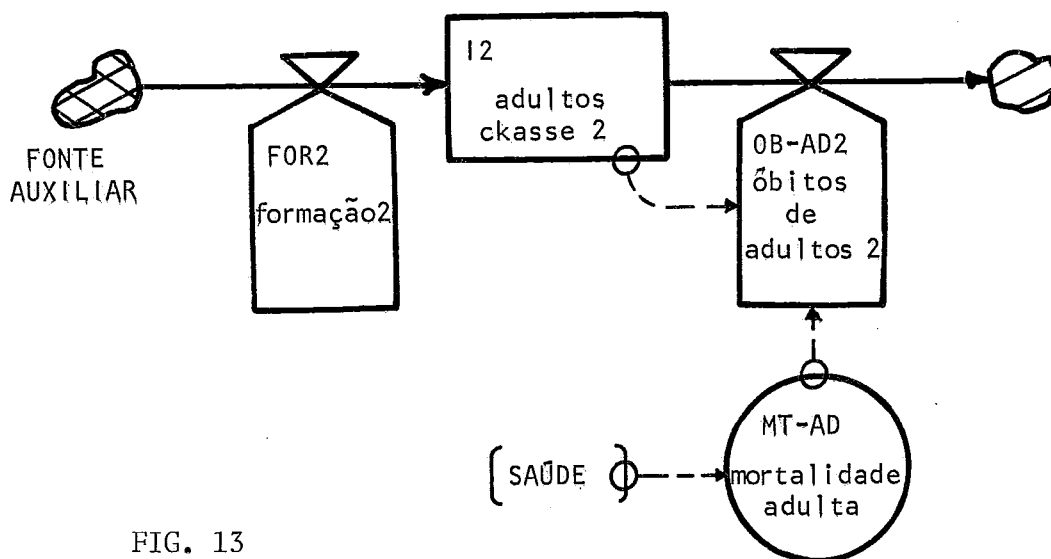 FONTE
AUXILIAR
FOR2
formação2
I2
adultos
ckasse 2
OB-AD2
õbitos
de
adultos 2
MT-AD
mortalidade
adulta
(SAÚDE)
FIG. 13